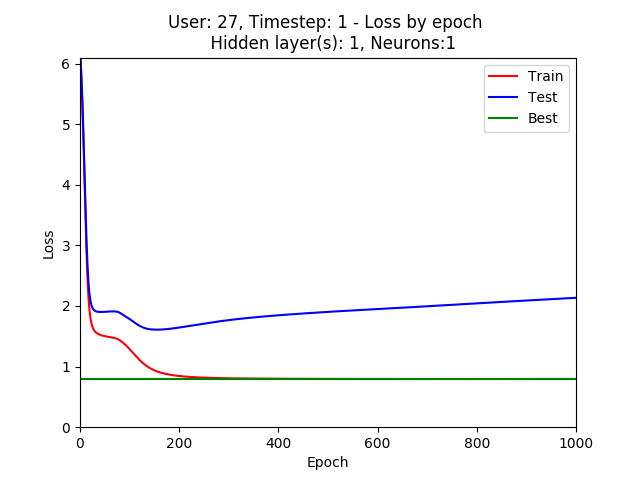 User: 27, Timestep: 1 - Loss by epoch
Hidden layer(s): 1, Neurons:1
Train
Test
Best
Loss
6
5
4
3
2
1
0
0 200 400 600 800 1000
Epoch